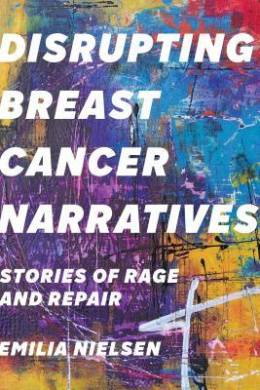 DISRUPTING
BREAST
CANCER
NARRATIVES
STORIES OF RAGE
AND REPAIR
EMILIA NIELSEN